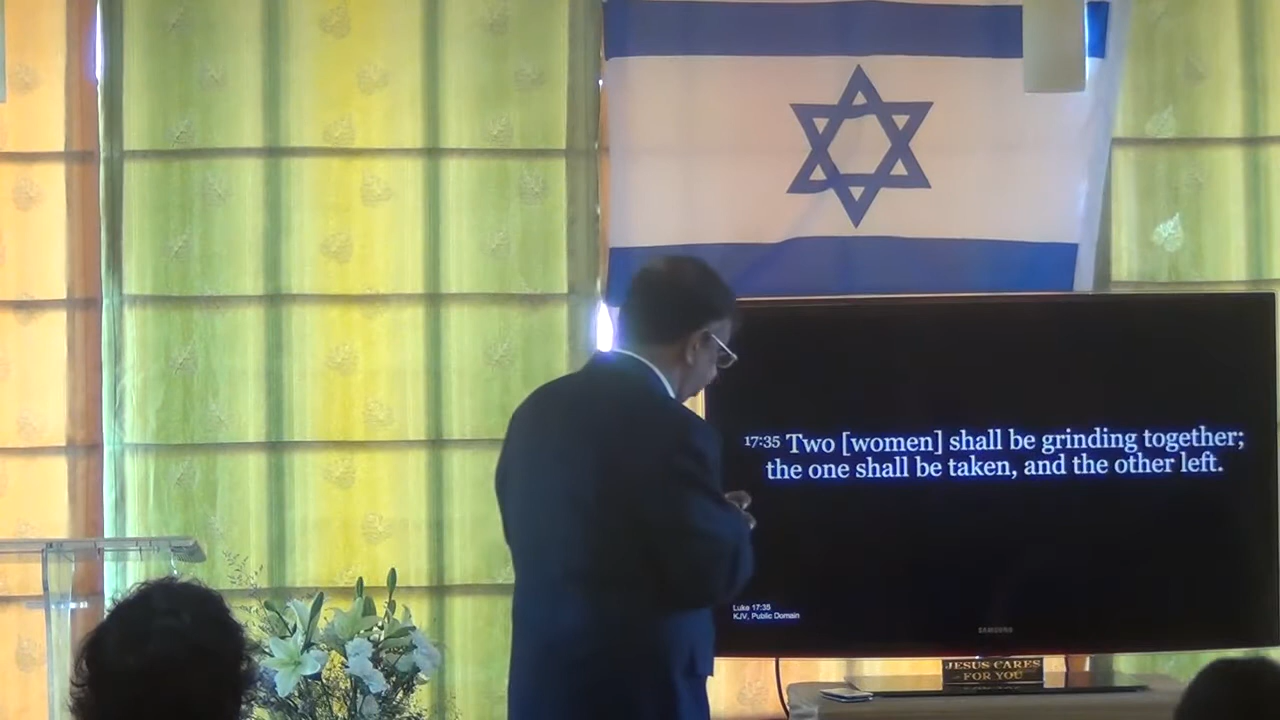 17:35 Two [women] shall be grinding together;
the one shall be taken, and the other left.
Luke 17:35
KJV, Public Domain
SAMSUNG
JESUS CARES
FOR YOU